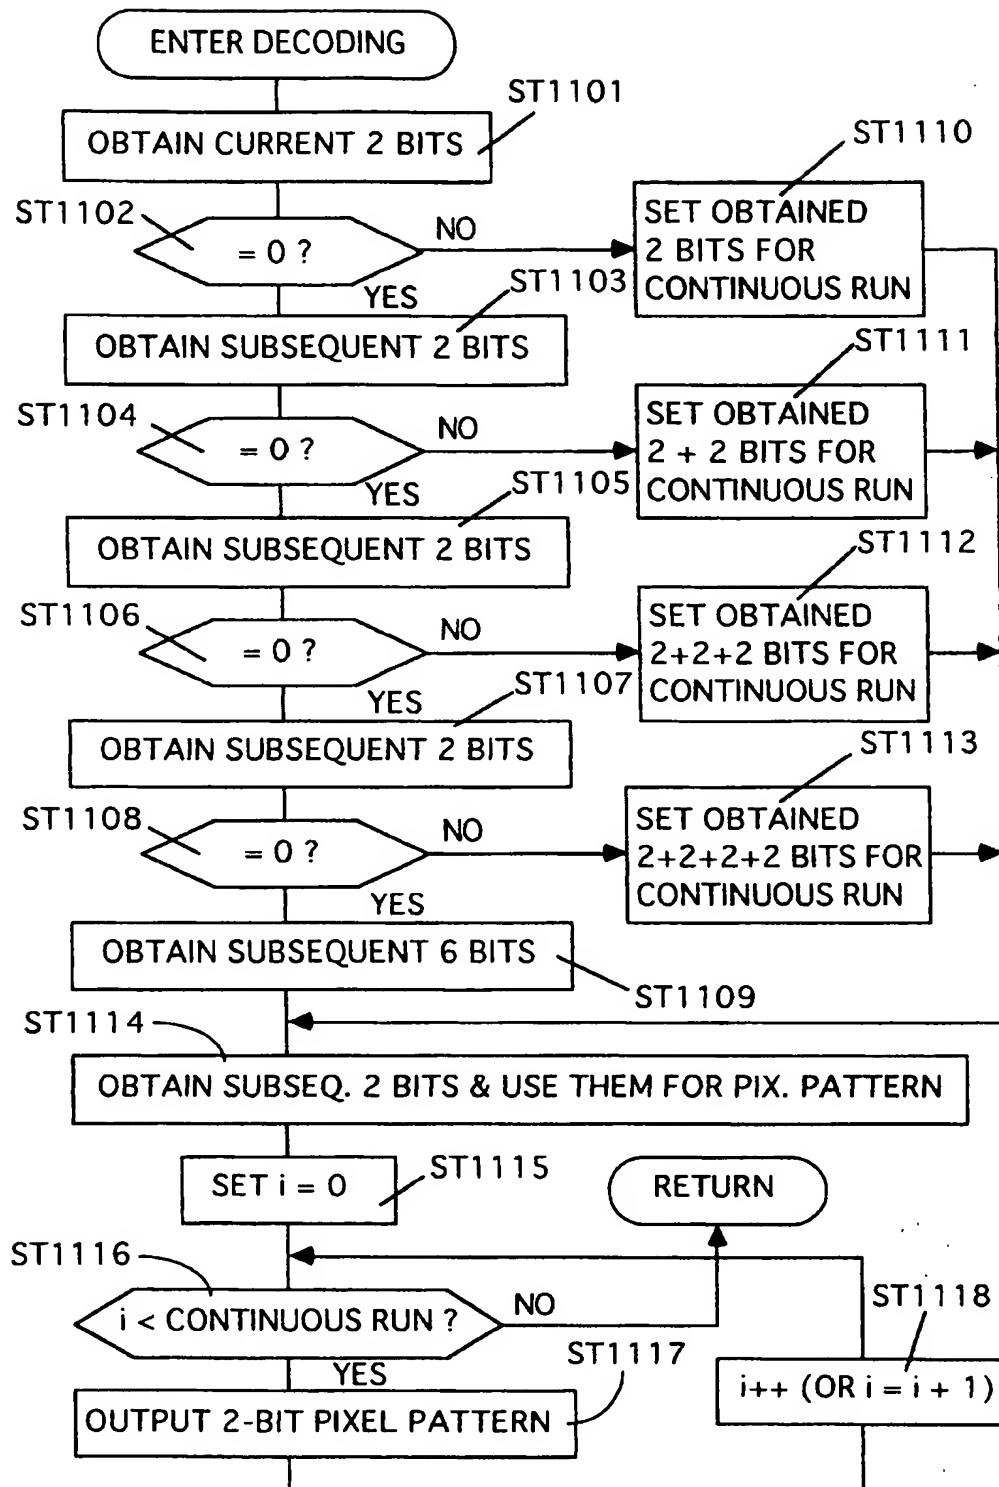 ENTER DECODING
ST1101
OBTAIN CURRENT 2 BITS
ST1110
ST1102
= 0 ?
NO
SET OBTAINED
2 BITS FOR
CONTINUOUS RUN
YES
ST1103
OBTAIN SUBSEQUENT 2 BITS
ST1111
ST1104
= 0 ?
NO
SET OBTAINED
2 + 2 BITS FOR
CONTINUOUS RUN
YES
ST1105
OBTAIN SUBSEQUENT 2 BITS
ST1112
ST1106
= 0 ?
NO
SET OBTAINED
2+2+2 BITS FOR
CONTINUOUS RUN
YES
ST1107
OBTAIN SUBSEQUENT 2 BITS
ST1113
ST1108
= 0 ?
NO
SET OBTAINED
2+2+2+2 BITS FOR
CONTINUOUS RUN
YES
OBTAIN SUBSEQUENT 6 BITS
ST1109
ST1114
OBTAIN SUBSEQ. 2 BITS & USE THEM FOR PIX. PATTERN
SET i = 0
ST1115
RETURN
ST1116
i < CONTINUOUS RUN ?
NO
ST1118
YES
ST1117
i++ (OR i = i + 1)
OUTPUT 2-BIT PIXEL PATTERN